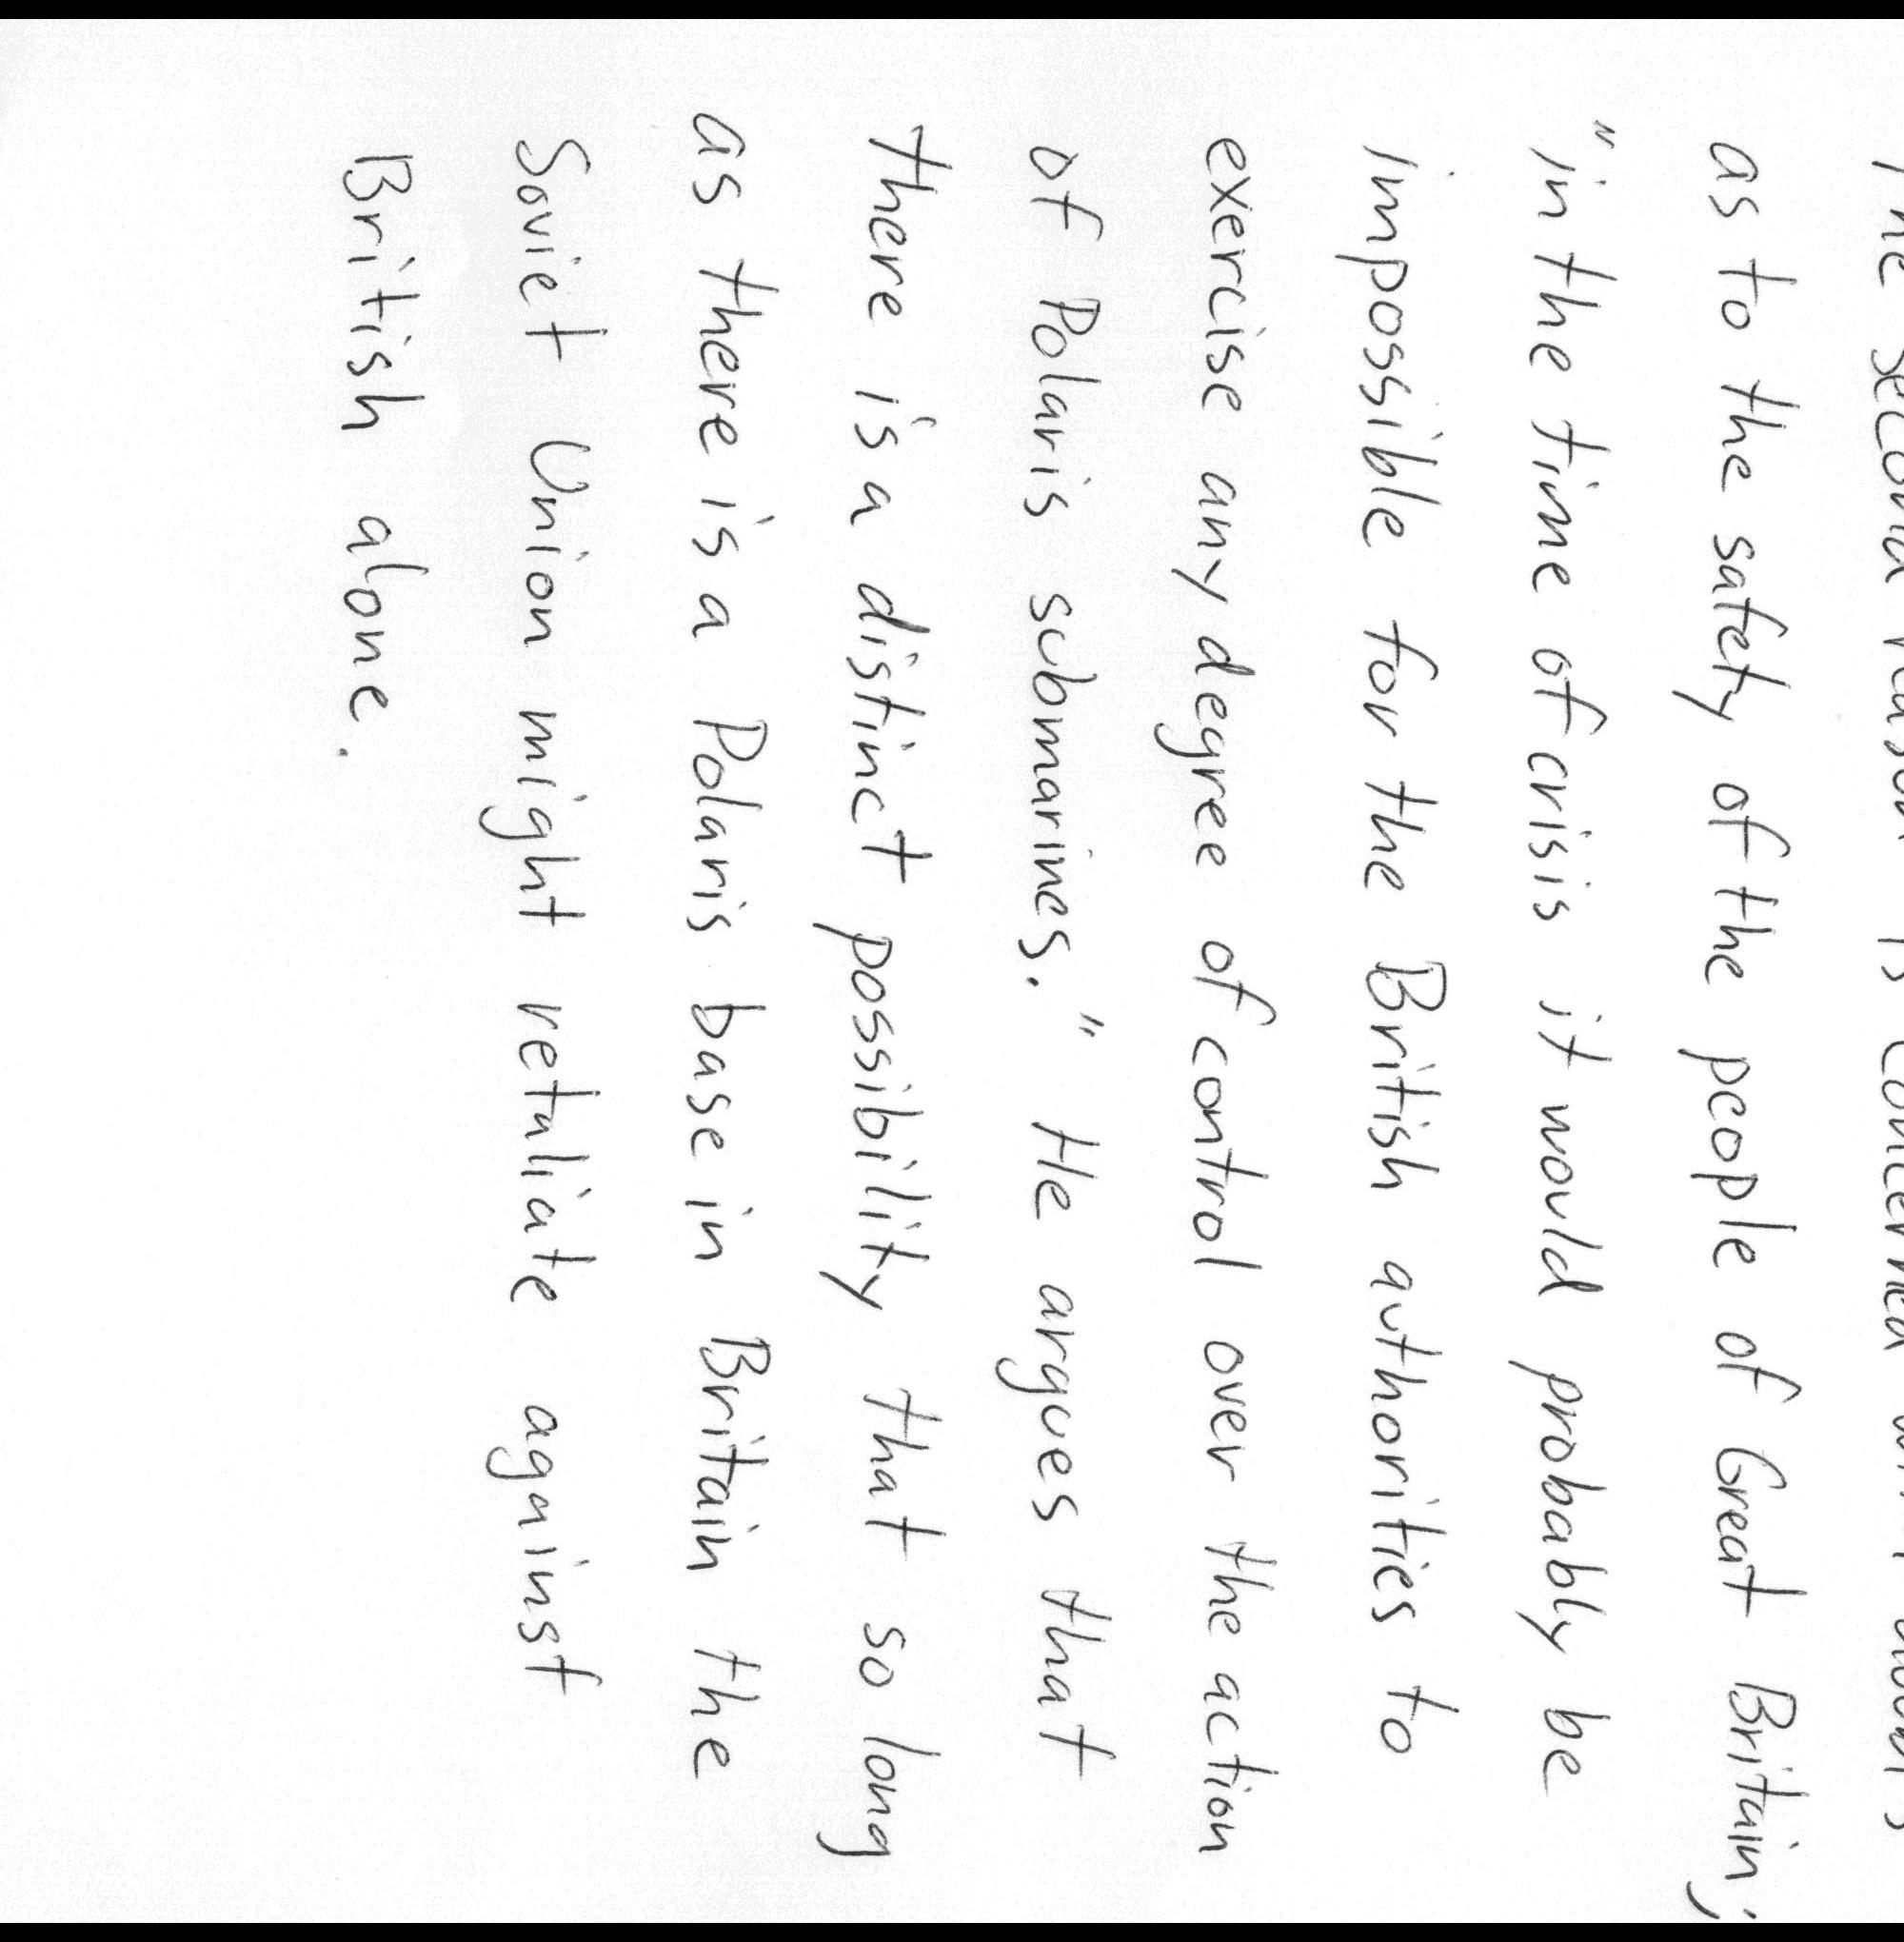 The second reason is concerned with
as to the safety of the people of Great Britain;
"in the time of crisis it would probably be
impossible for the British authorities to
exercise any degree of control over the action
of Polaris submarines." He argues that
there is a distinct possibility that so long
as there is a Polaris base in Britain the
Soviet Union might retaliate against
British alone.